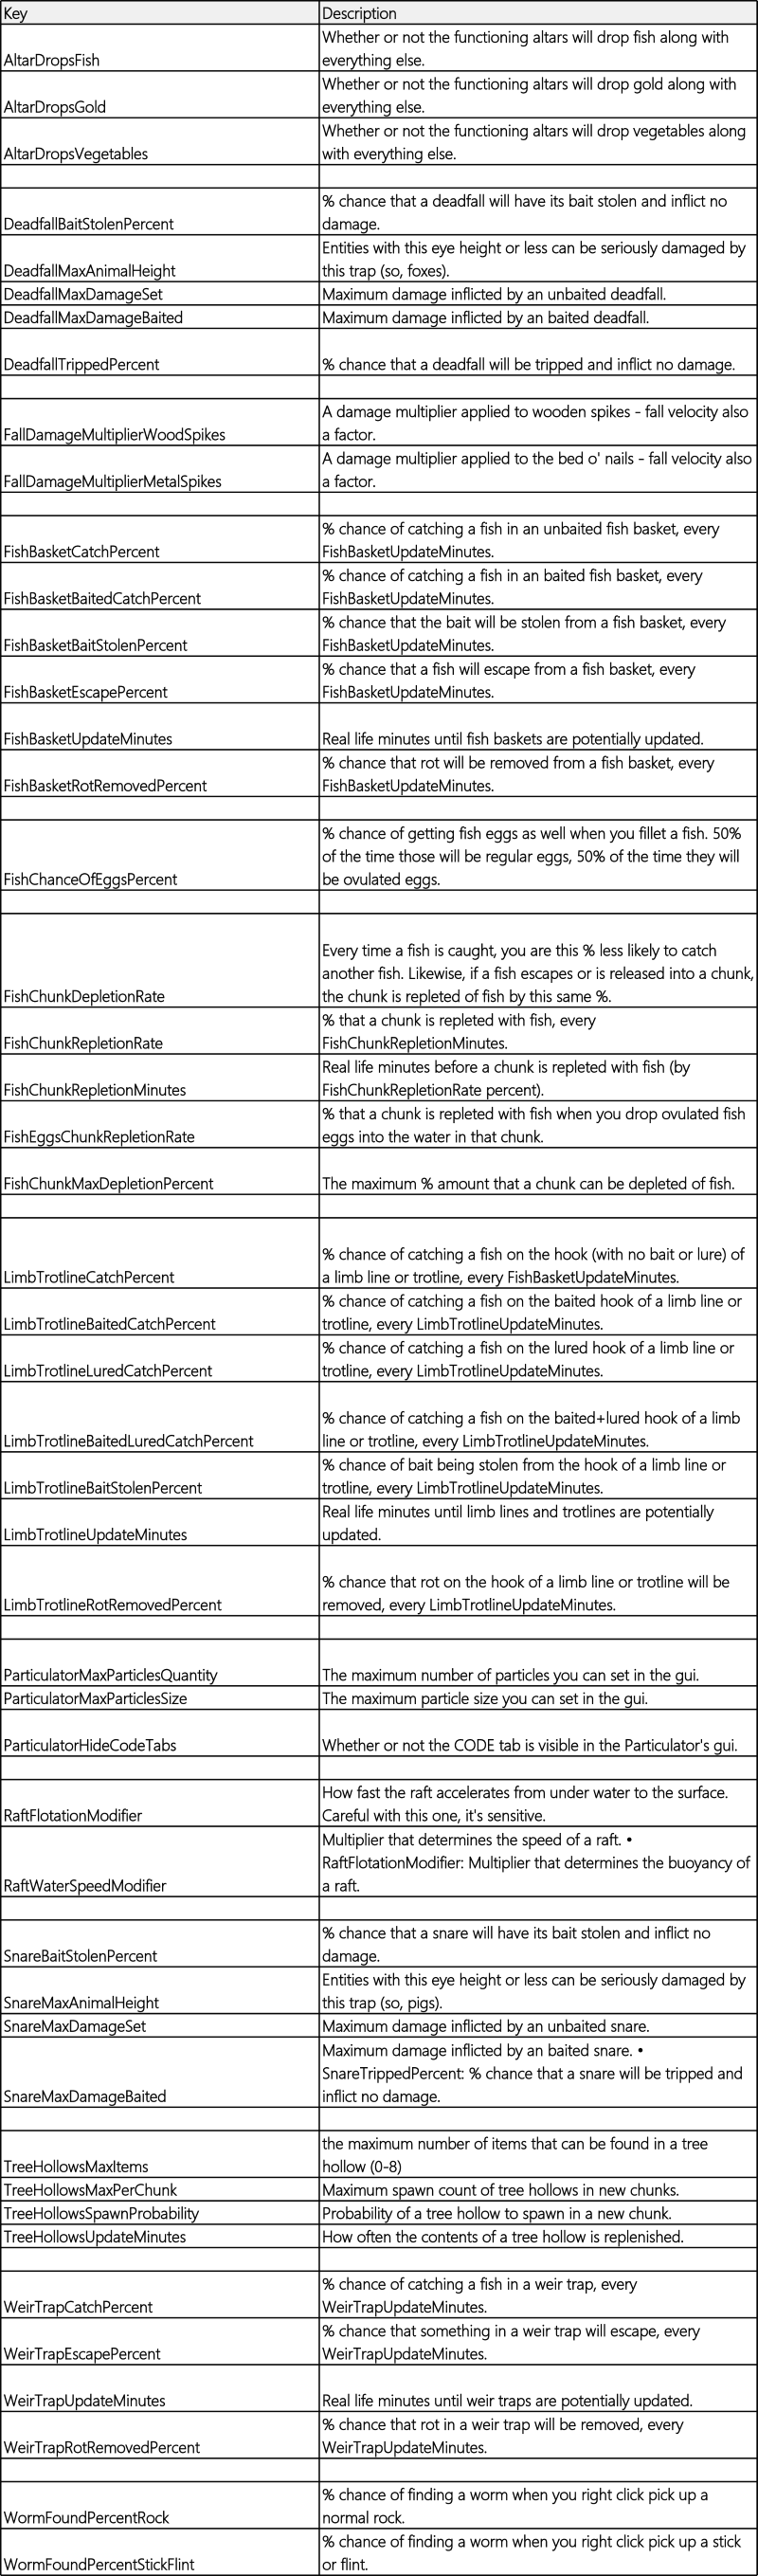 Key Description
AltarDropsFish Whether or not the functioning altars will drop fish along with
everything else.
AltarDropsGold Whether or not the functioning altars will drop gold along with
everything else.
AltarDropsVegetables Whether or not the functioning altars will drop vegetables along
with everything else.
DeadfallBaitStolenPercent % chance that a deadfall will have its bait stolen and inflict no
damage.
DeadfallMaxAnimalHeight Entities with this eye height or less can be seriously damaged by
this trap (so, foxes).
DeadfallMaxDamageSet Maximum damage inflicted by an unbaited deadfall.
DeadfallMaxDamageBaited Maximum damage inflicted by an baited deadfall.
DeadfallTrippedPercent % chance that a deadfall will be tripped and inflict no damage.
FallDamageMultiplierWoodSpikes A damage multiplier applied to wooden spikes - fall velocity also
a factor.
FallDamageMultiplierMetalSpikes A damage multiplier applied to the bed o' nails - fall velocity also
a factor.
FishBasketCatchPercent % chance of catching a fish in an unbaited fish basket, every
FishBasketUpdateMinutes.
FishBasketBaitedCatchPercent % chance of catching a fish in an baited fish basket, every
FishBasketUpdateMinutes.
FishBasketBaitStolenPercent % chance that the bait will be stolen from a fish basket, every
FishBasketUpdateMinutes.
FishBasketEscapePercent % chance that a fish will escape from a fish basket, every
FishBasketUpdateMinutes.
FishBasketUpdateMinutes Real life minutes until fish baskets are potentially updated.
FishBasketRotRemovedPercent % chance that rot will be removed from a fish basket, every
FishBasketUpdateMinutes.
FishChanceOfEggsPercent % chance of getting fish eggs as well when you fillet a fish. 50%
of the time those will be regular eggs, 50% of the time they will
be ovulated eggs.
FishChunkDepletionRate Every time a fish is caught, you are this % less likely to catch
another fish. Likewise, if a fish escapes or is released into a chunk,
the chunk is repleted of fish by this same %.
FishChunkRepletionRate % that a chunk is repleted with fish, every
FishChunkRepletionMinutes.
FishChunkRepletionMinutes Real life minutes before a chunk is repleted with fish (by
FishChunkRepletionRate percent).
FishEggsChunkRepletionRate % that a chunk is repleted with fish when you drop ovulated fish
eggs into the water in that chunk.
FishChunkMaxDepletionPercent The maximum % amount that a chunk can be depleted of fish.
LimbTrotlineCatchPercent % chance of catching a fish on the hook (with no bait or lure) of
a limb line or trotline, every FishBasketUpdateMinutes.
LimbTrotlineBaitedCatchPercent % chance of catching a fish on the baited hook of a limb line or
trotline, every LimbTrotlineUpdateMinutes.
LimbTrotlineLuredCatchPercent % chance of catching a fish on the lured hook of a limb line or
trotline, every LimbTrotlineUpdateMinutes.
LimbTrotlineBaitedLuredCatchPercent % chance of catching a fish on the baited+lured hook of a limb
line or trotline, every LimbTrotlineUpdateMinutes.
LimbTrotlineBaitStolenPercent % chance of bait being stolen from the hook of a limb line or
trotline, every LimbTrotlineUpdateMinutes.
LimbTrotlineUpdateMinutes Real life minutes until limb lines and trotlines are potentially
updated.
LimbTrotlineRotRemovedPercent % chance that rot on the hook of a limb line or trotline will be
removed, every LimbTrotlineUpdateMinutes.
ParticulatorMaxParticlesQuantity The maximum number of particles you can set in the gui.
ParticulatorMaxParticlesSize The maximum particle size you can set in the gui.
ParticulatorHideCodeTabs Whether or not the CODE tab is visible in the Particulator's gui.
RaftFlotationModifier How fast the raft accelerates from under water to the surface.
Careful with this one, it's sensitive.
RaftWaterSpeedModifier Multiplier that determines the speed of a raft. •
RaftFlotationModifier: Multiplier that determines the buoyancy of
a raft.
SnareBaitStolenPercent % chance that a snare will have its bait stolen and inflict no
damage.
SnareMaxAnimalHeight Entities with this eye height or less can be seriously damaged by
this trap (so, pigs).
SnareMaxDamageSet Maximum damage inflicted by an unbaited snare.
SnareMaxDamageBaited Maximum damage inflicted by an baited snare. •
SnareTrippedPercent: % chance that a snare will be tripped and
inflict no damage.
TreeHollowsMaxItems the maximum number of items that can be found in a tree
hollow (0-8)
TreeHollowsMaxPerChunk Maximum spawn count of tree hollows in new chunks.
TreeHollowsSpawnProbability Probability of a tree hollow to spawn in a new chunk.
TreeHollowsUpdateMinutes How often the contents of a tree hollow is replenished.
WeirTrapCatchPercent % chance of catching a fish in a weir trap, every
WeirTrapUpdateMinutes.
WeirTrapEscapePercent % chance that something in a weir trap will escape, every
WeirTrapUpdateMinutes.
WeirTrapUpdateMinutes Real life minutes until weir traps are potentially updated.
WeirTrapRotRemovedPercent % chance that rot in a weir trap will be removed, every
WeirTrapUpdateMinutes.
WormFoundPercentRock % chance of finding a worm when you right click pick up a
normal rock.
WormFoundPercentStickFlint % chance of finding a worm when you right click pick up a stick
or flint.